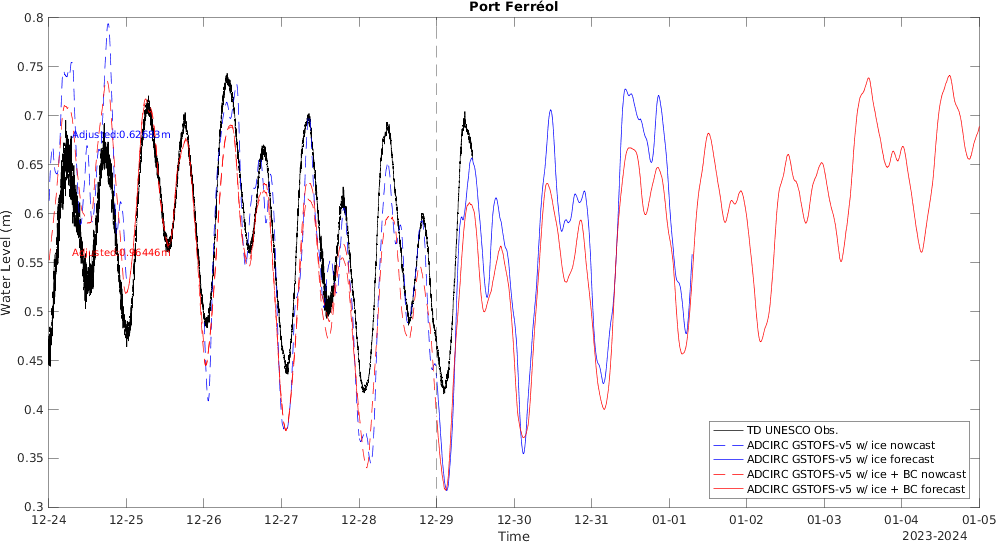 Port Ferréol
0.8
0.75
0.7
0.65
0.6
0.55
0.5
0.45
0.4
0.35
0.3
Water Level (m)
Adjusted:0.62683m
Adjusted:0.96446m
TD UNESCO Obs.
ADCIRC GSTOFS-v5 w/ ice nowcast
ADCIRC GSTOFS-v5 w/ ice forecast
ADCIRC GSTOFS-v5 w/ ice + BC nowcast
ADCIRC GSTOFS-v5 w/ ice + BC forecast
12-24 12-25 12-26 12-27 12-28 12-29 12-30 12-31 01-01 01-02 01-03 01-04 01-05
Time
2023-2024